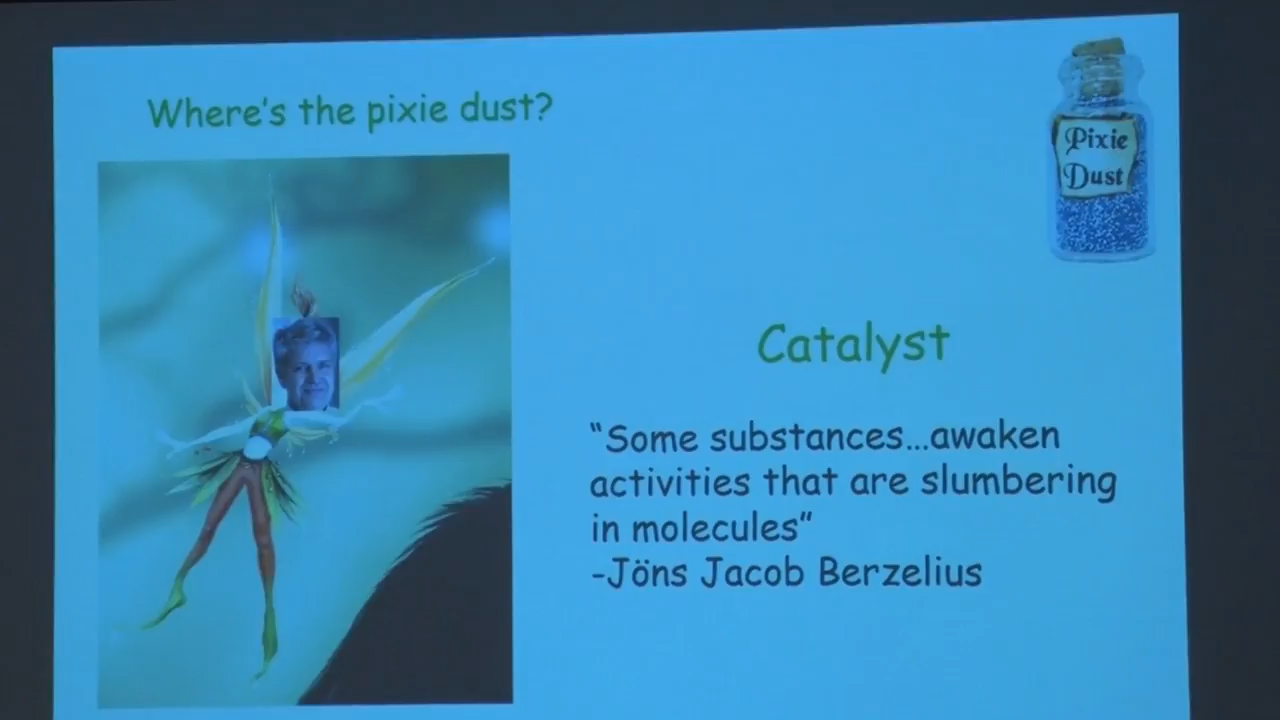 Where's the pixie dust?
Pixie
Dust
Catalyst
“Some substances...awaken
activities that are slumbering
in molecules”
-Jöns Jacob Berzelius